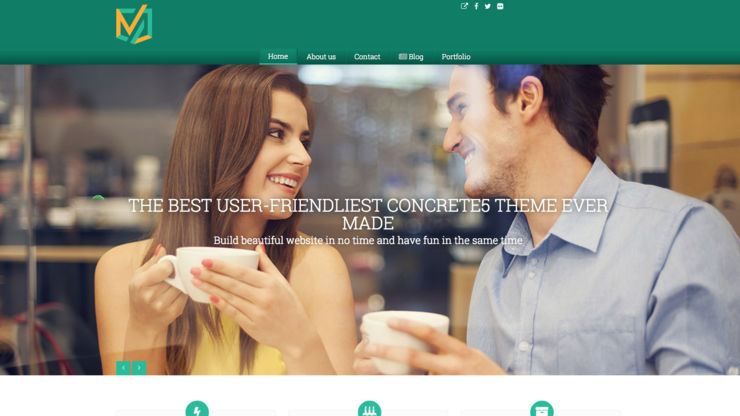 Home
About us
Contact
Blog
Portfolio
THE BEST USER-FRIENDLIEST CONCRETE5 THEME EVER
MADE
Build beautiful website in no time and have fun in the same time